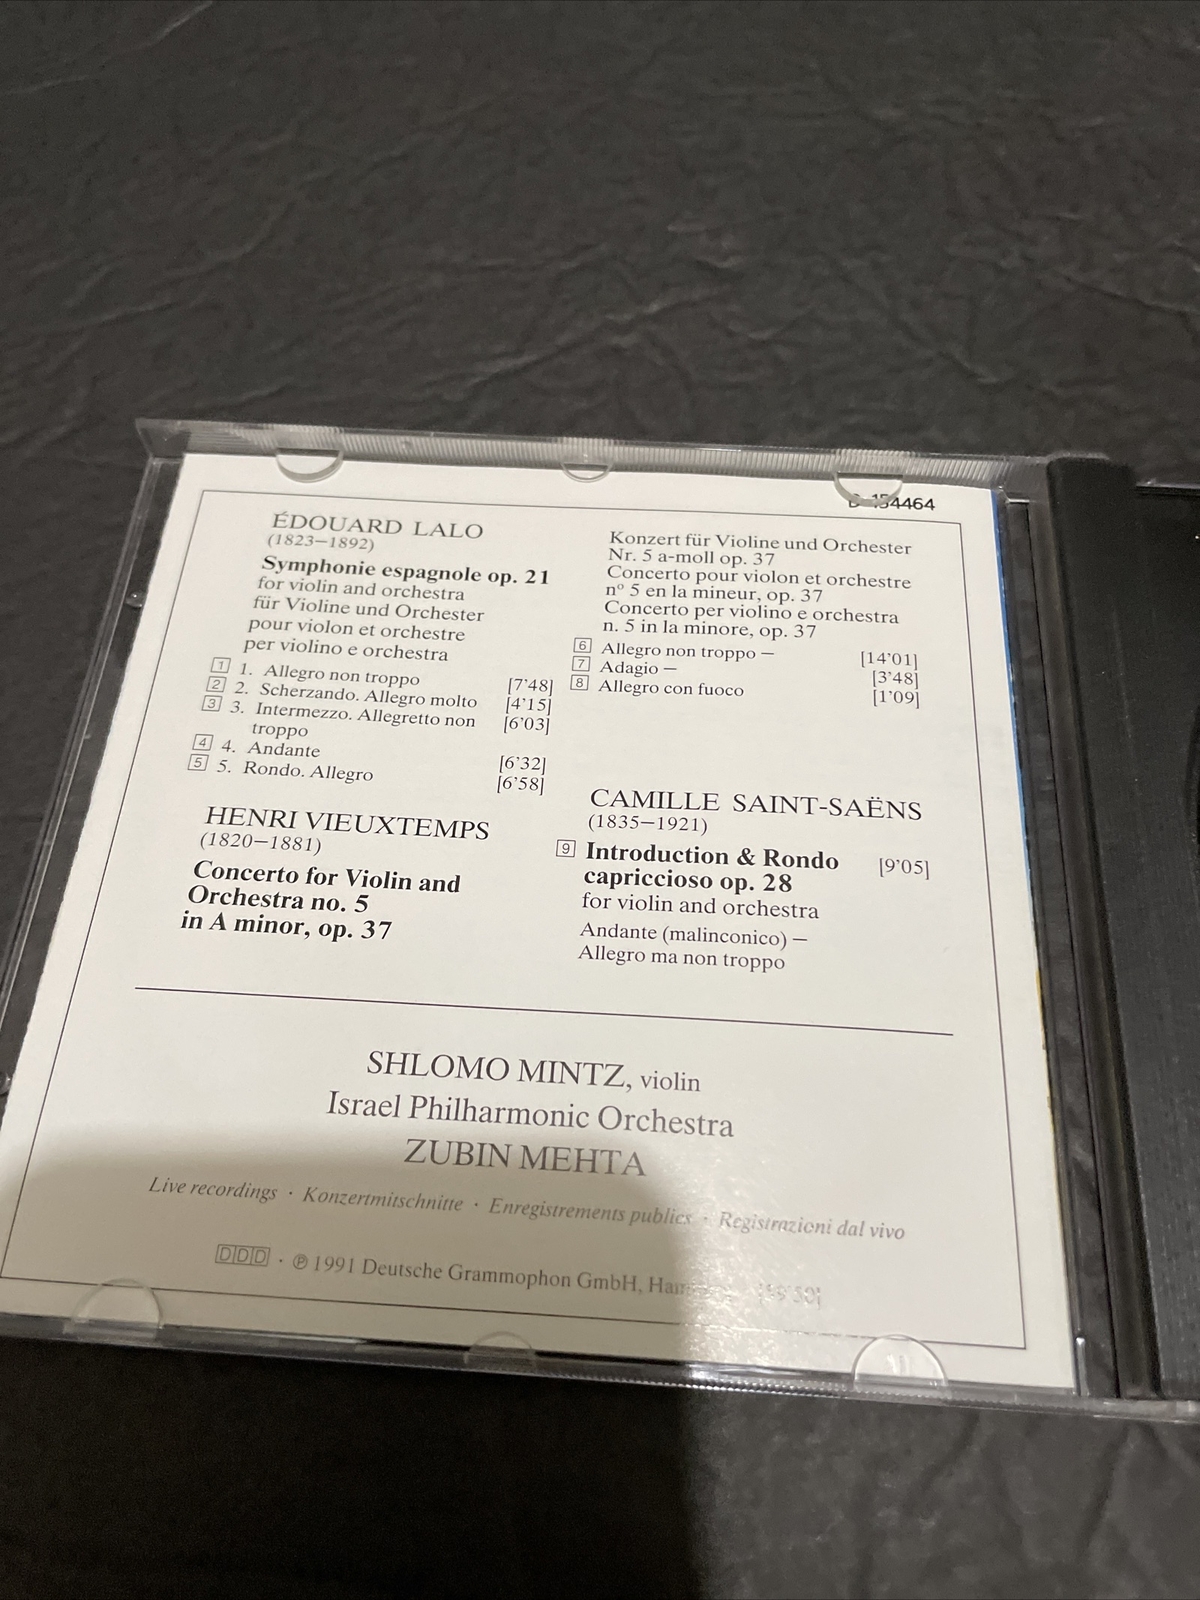 D 154464
ÉDOUARD LALO
(1823–1892)
Symphonie espagnole op. 21
for violin and orchestra
für Violine und Orchester
pour violon et orchestre
per violino e orchestra
1 1. Allegro non troppo [7'48]
2 2. Scherzando. Allegro molto [4'15]
3 3. Intermezzo. Allegretto non [6'03]
troppo
4 4. Andante [6'32]
5 5. Rondo. Allegro [6'58]
HENRI VIEUXTEMPS
(1820–1881)
Concerto for Violin and
Orchestra no. 5
in A minor, op. 37
Konzert für Violine und Orchester
Nr. 5 a-moll op. 37
Concerto pour violon et orchestre
n° 5 en la mineur, op. 37
Concerto per violino e orchestra
n. 5 in la minore, op. 37
6 Allegro non troppo – [14'01]
7 Adagio – [3'48]
8 Allegro con fuoco [1'09]
CAMILLE SAINT-SAËNS
(1835–1921)
9 Introduction & Rondo [9'05]
capriccioso op. 28
for violin and orchestra
Andante (malinconico) –
Allegro ma non troppo
SHLOMO MINTZ, violin
Israel Philharmonic Orchestra
ZUBIN MEHTA
Live recordings · Konzertmitschnitte · Enregistrements publics · Registrazioni dal vivo
DDD · ℗ 1991 Deutsche Grammophon GmbH,